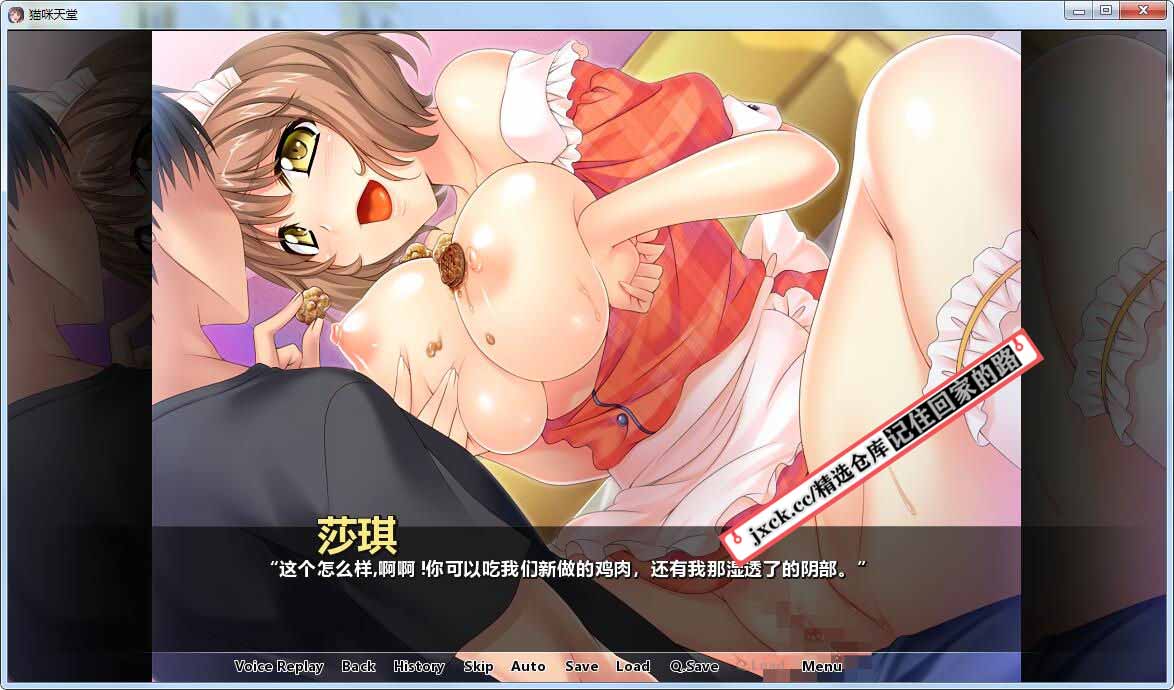 猫咪天堂
jxck.cc/精选仓库 记住回家的路
莎琪
“这个怎么样,啊啊 !你可以吃我们新做的鸡肉，还有我那湿透了的阴部。”
Voice Replay Back History Skip Auto Save Load Q.Save Q.Load Menu